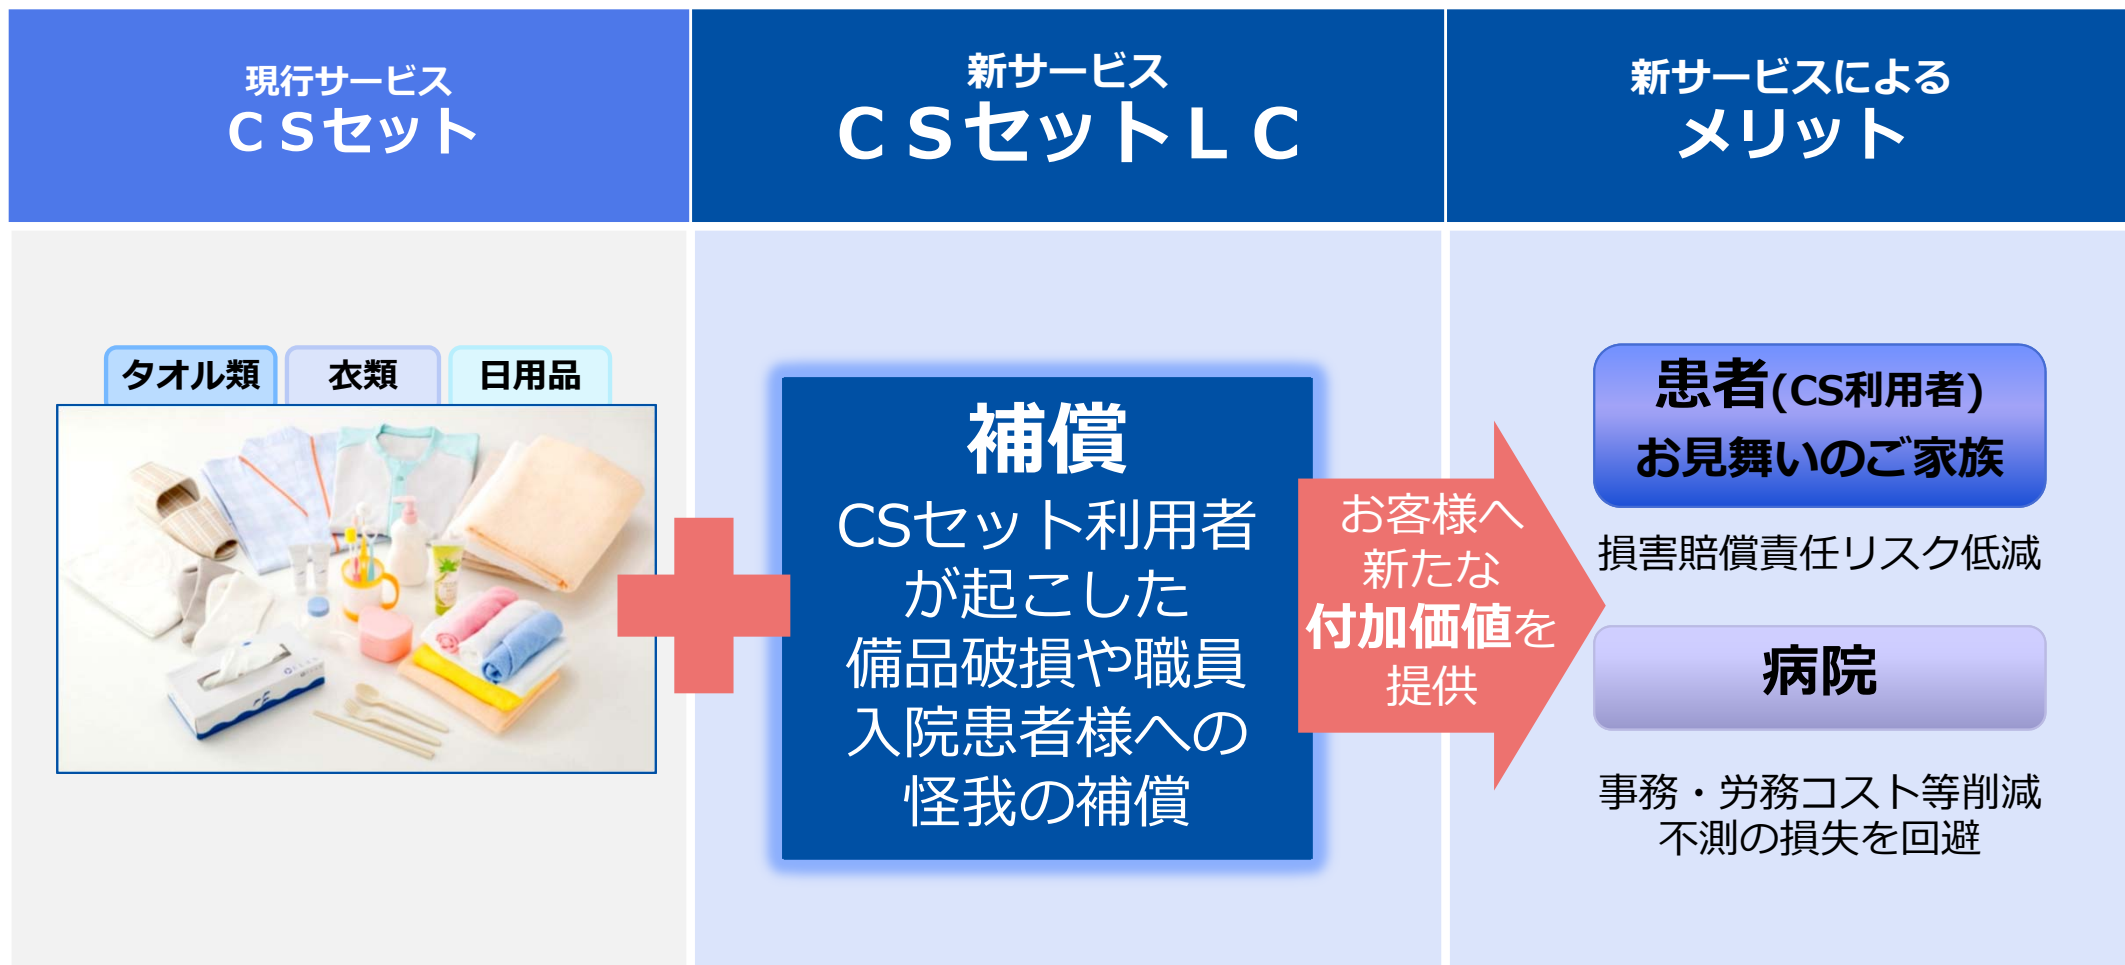 現行サービス
ＣＳセット
新サービス
ＣＳセットＬＣ
新サービスによる
メリット
タオル類
衣類
日用品
補償
CSセット利用者
が起こした
備品破損や職員
入院患者様への
怪我の補償
お客様へ
新たな
付加価値を
提供
患者(CS利用者)
お見舞いのご家族
損害賠償責任リスク低減
病院
事務・労務コスト等削減
不測の損失を回避